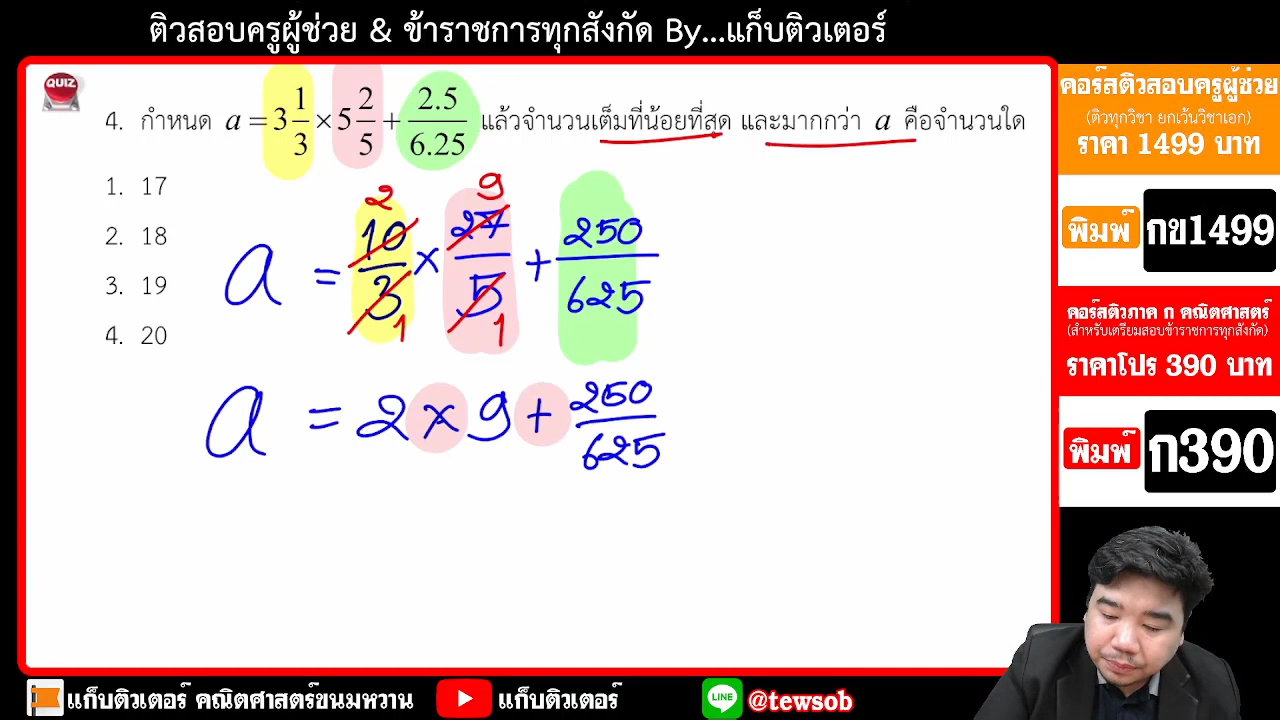 ติวสอบครูผู้ช่วย & ข้าราชการทุกสังกัด By...แก็บติวเตอร์
QUIZ
4. กำหนด a = 3 1/3 × 5 2/5 + 2.5/6.25 แล้วจำนวนเต็มที่น้อยที่สุด และมากกว่า a คือจำนวนใด
1. 17
2. 18
3. 19
4. 20
2 9
a = 10/3 × 27/5 + 250/625
1 1
a = 2 × 9 + 250/625
คอร์สติวสอบครูผู้ช่วย
(ติวทุกวิชา ยกเว้นวิชาเอก)
ราคา 1499 บาท
พิมพ์ กข1499
คอร์สติวภาค ก คณิตศาสตร์
(สำหรับเตรียมสอบข้าราชการทุกสังกัด)
ราคาโปร 390 บาท
พิมพ์ ก390
แก็บติวเตอร์ คณิตศาสตร์ขนมหวาน แก็บติวเตอร์ LINE @tewsob